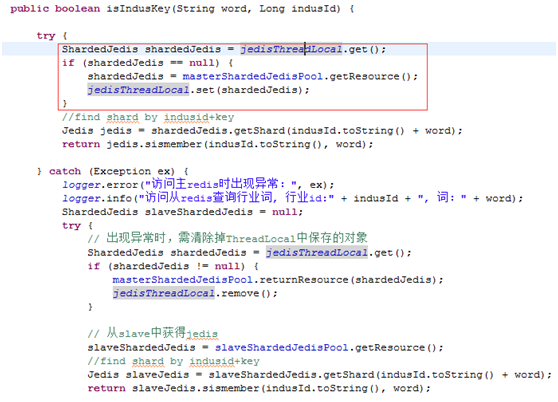 public boolean isIndusKey(String word, Long indusId) {
try {
ShardedJedis shardedJedis = jedisThreadLocal.get();
if (shardedJedis == null) {
shardedJedis = masterShardedJedisPool.getResource();
jedisThreadLocal.set(shardedJedis);
}
//find shard by indusid+key
Jedis jedis = shardedJedis.getShard(indusId.toString() + word);
return jedis.sismember(indusId.toString(), word);
} catch (Exception ex) {
logger.error("访问主redis时出现异常：", ex);
logger.info("访问从redis查询行业词, 行业id:" + indusId + ", 词：" + word);
ShardedJedis slaveShardedJedis = null;
try {
// 出现异常时，需清除掉ThreadLocal中保存的对象
ShardedJedis shardedJedis = jedisThreadLocal.get();
if (shardedJedis != null) {
masterShardedJedisPool.returnResource(shardedJedis);
jedisThreadLocal.remove();
}
// 从slave中获得jedis
slaveShardedJedis = slaveShardedJedisPool.getResource();
//find shard by indusid+key
Jedis slaveJedis = slaveShardedJedis.getShard(indusId.toString() + word);
return slaveJedis.sismember(indusId.toString(), word);